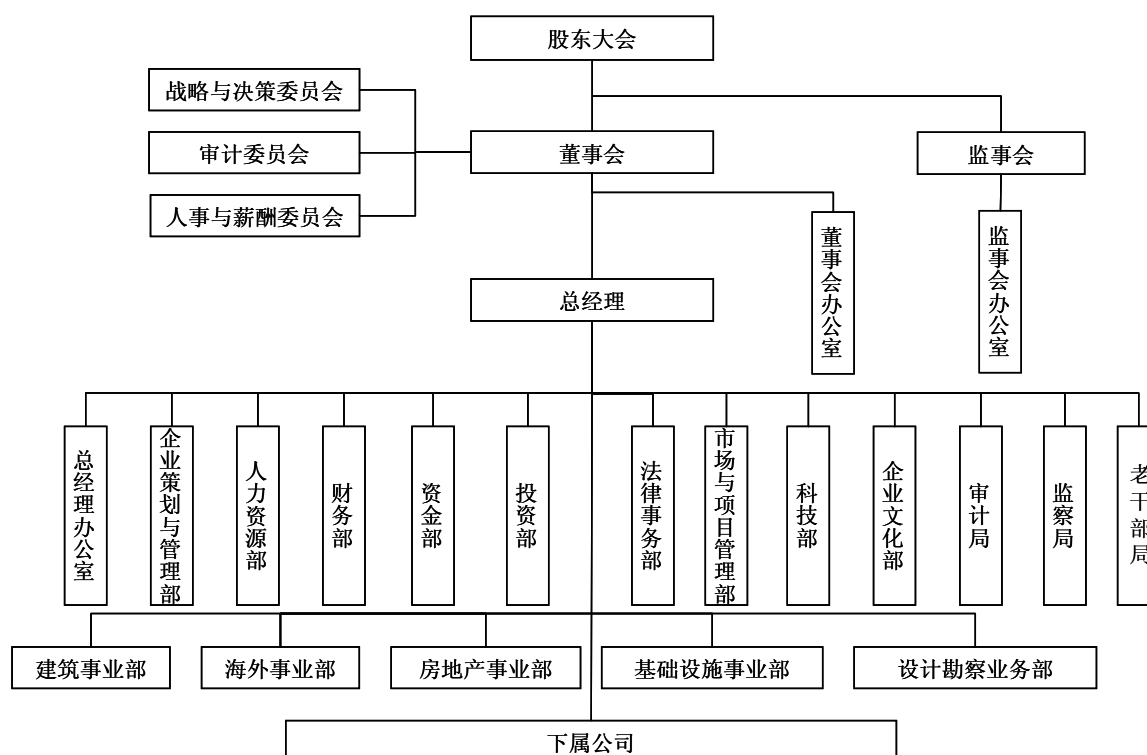 股东大会
战略与决策委员会
审计委员会
董事会
监事会
人事与薪酬委员会
董事会办公室
监事会办公室
总经理
总经理办公室
企业策划与管理部
人力资源部
财务部
资金部
投资部
法律事务部
市场与项目管理部
科技部
企业文化部
审计局
监察局
老干部局
建筑事业部
海外事业部
房地产事业部
基础设施事业部
设计勘察业务部
下属公司